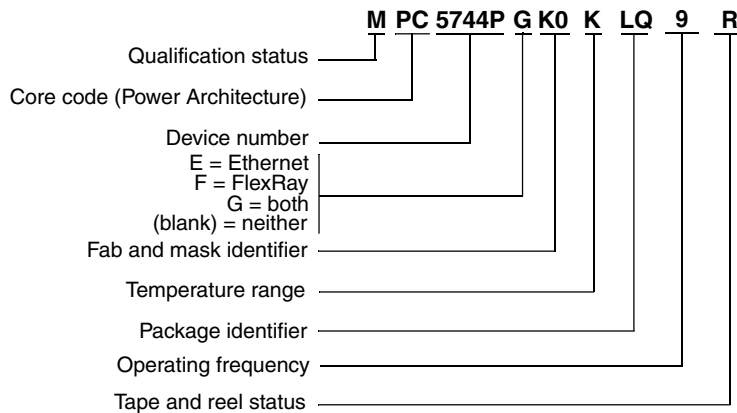 M PC 5744P G K0 K LQ 9 R
Qualification status
Core code (Power Architecture)
Device number
E = Ethernet
F = FlexRay
G = both
(blank) = neither
Fab and mask identifier
Temperature range
Package identifier
Operating frequency
Tape and reel status